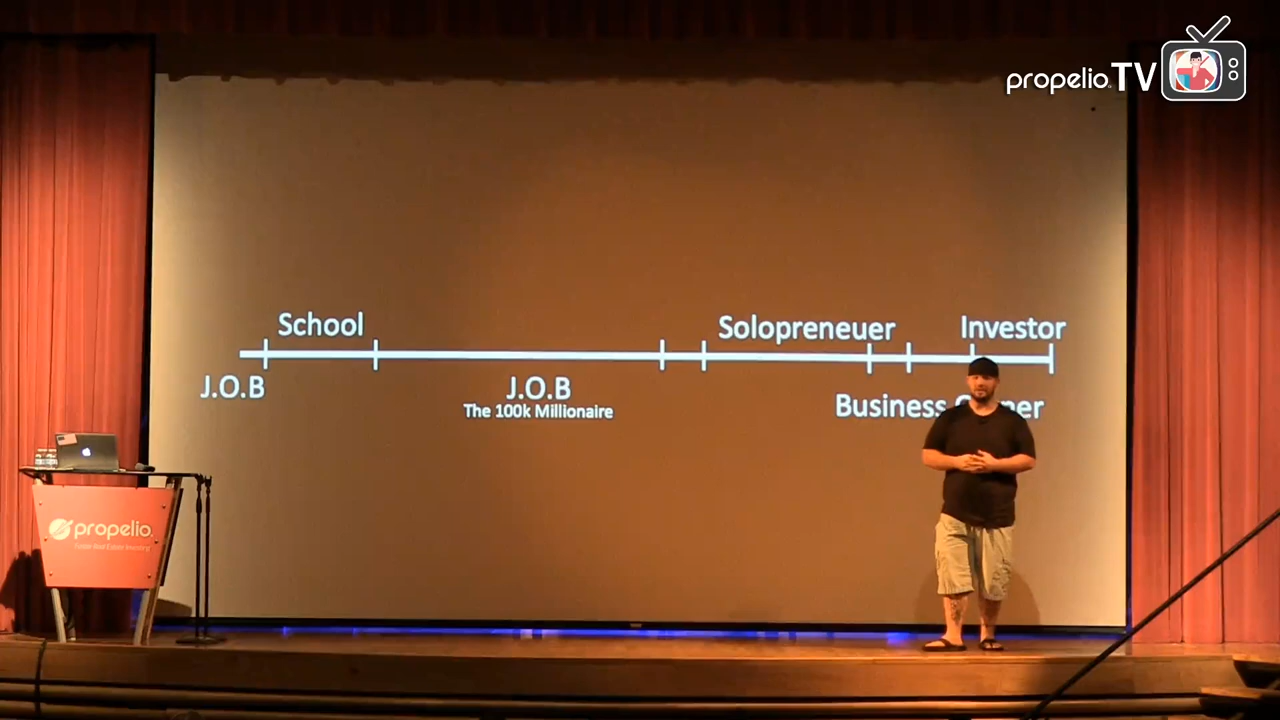 propelio TV
School
Solopreneuer
Investor
J.O.B
J.O.B
The 100k Millionaire
Business
propelio